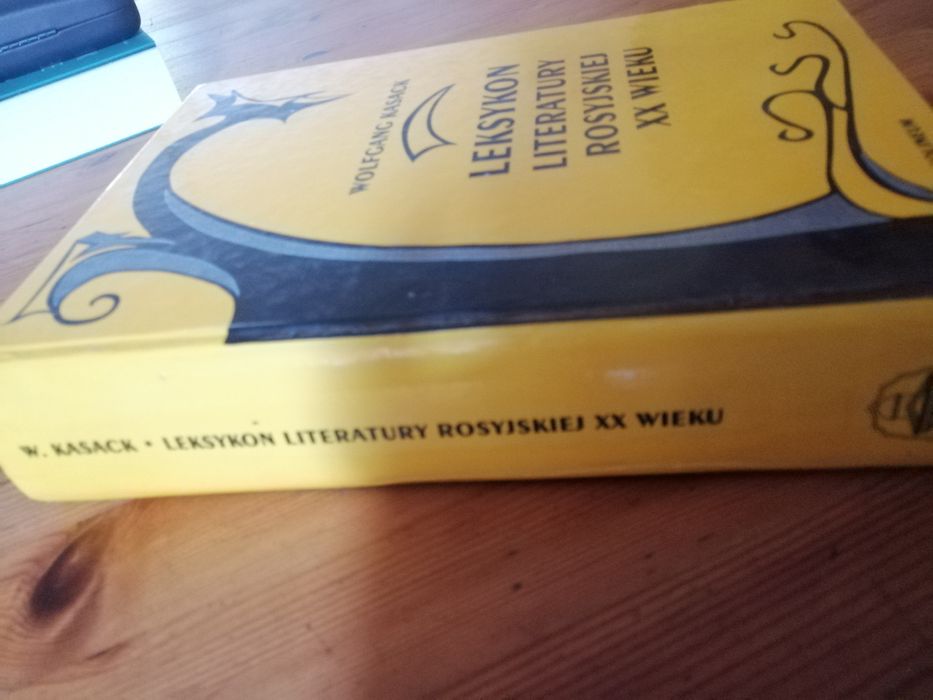 WOLFGANG KASACK
LEKSYKON
LITERATURY
ROSYJSKIEJ
XX WIEKU
W. KASACK • LEKSYKON LITERATURY ROSYJSKIEJ XX WIEKU